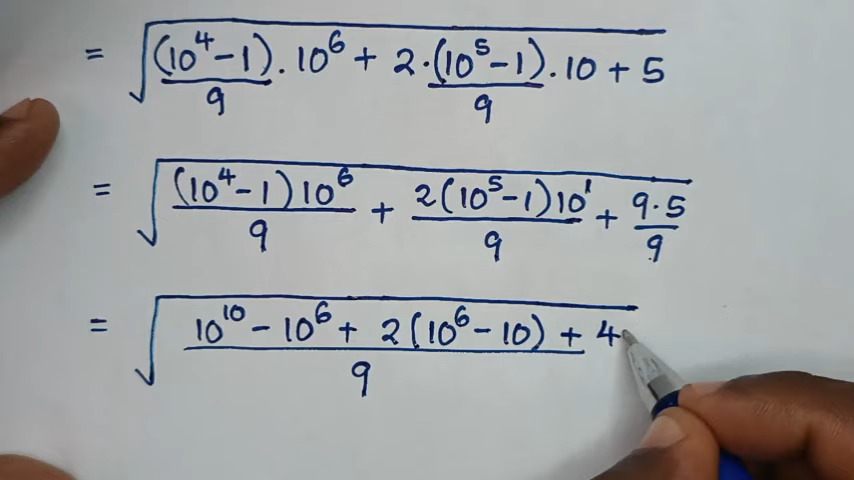 = √((10⁴−1)/9 . 10⁶ + 2·(10⁵−1)/9 . 10 + 5)
= √((10⁴−1)10⁶/9 + 2(10⁵−1)10¹/9 + 9·5/9)
= √((10¹⁰ − 10⁶ + 2(10⁶−10) + 4)/9)